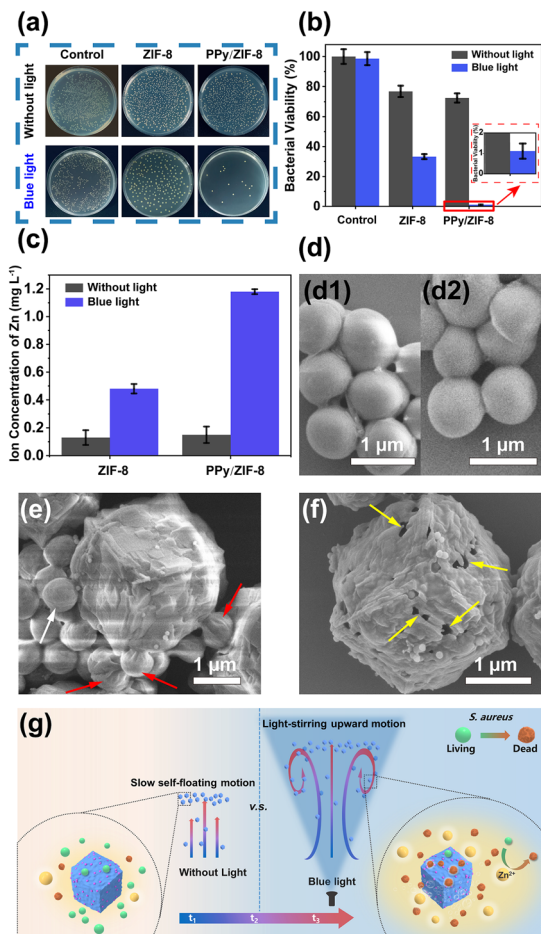 (a)
Control ZIF-8 PPy/ZIF-8
Without light
Blue light
(b)
Bacterial Viability (%)
120
100
80
60
40
20
0
Without light
Blue light
Bacterial Viability (%)
2
1
0
Control ZIF-8 PPy/ZIF-8
(c)
Ion Concentration of Zn (mg L⁻¹)
1.2
1.0
0.8
0.6
0.4
0.2
0.0
Without light
Blue light
ZIF-8 PPy/ZIF-8
(d)
(d1)
1 μm
(d2)
1 μm
(e)
1 μm
(f)
1 μm
(g)
Light-stirring upward motion
S. aureus
Living Dead
Slow self-floating motion
v.s.
Without Light
Blue light
Zn²⁺
t₁ t₂ t₃